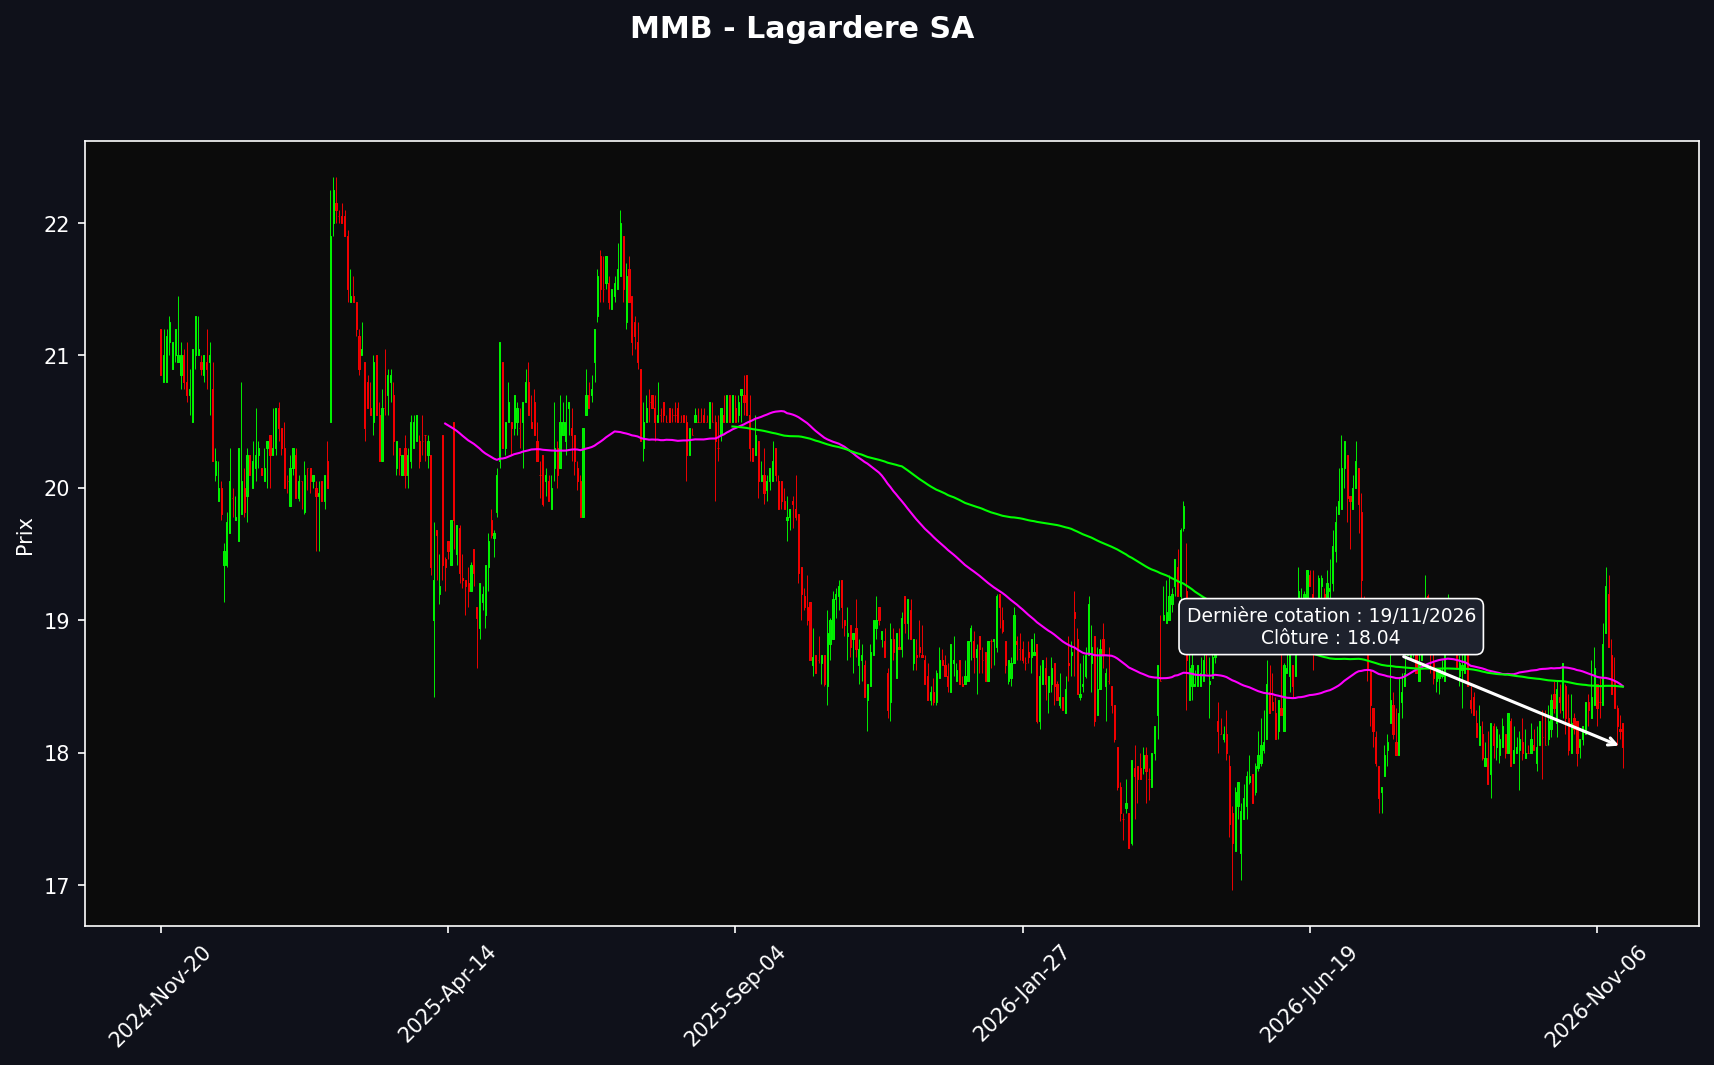 MMB - Lagardere SA
Prix
22
21
20
19
18
17
Dernière cotation : 19/11/2026
Clôture : 18.04
2024-Nov-20
2025-Apr-14
2025-Sep-04
2026-Jan-27
2026-Jun-19
2026-Nov-06